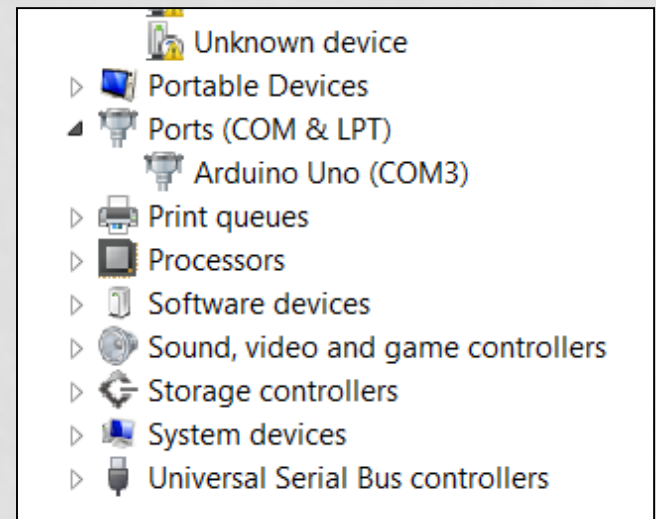 Unknown device
Portable Devices
Ports (COM & LPT)
Arduino Uno (COM3)
Print queues
Processors
Software devices
Sound, video and game controllers
Storage controllers
System devices
Universal Serial Bus controllers